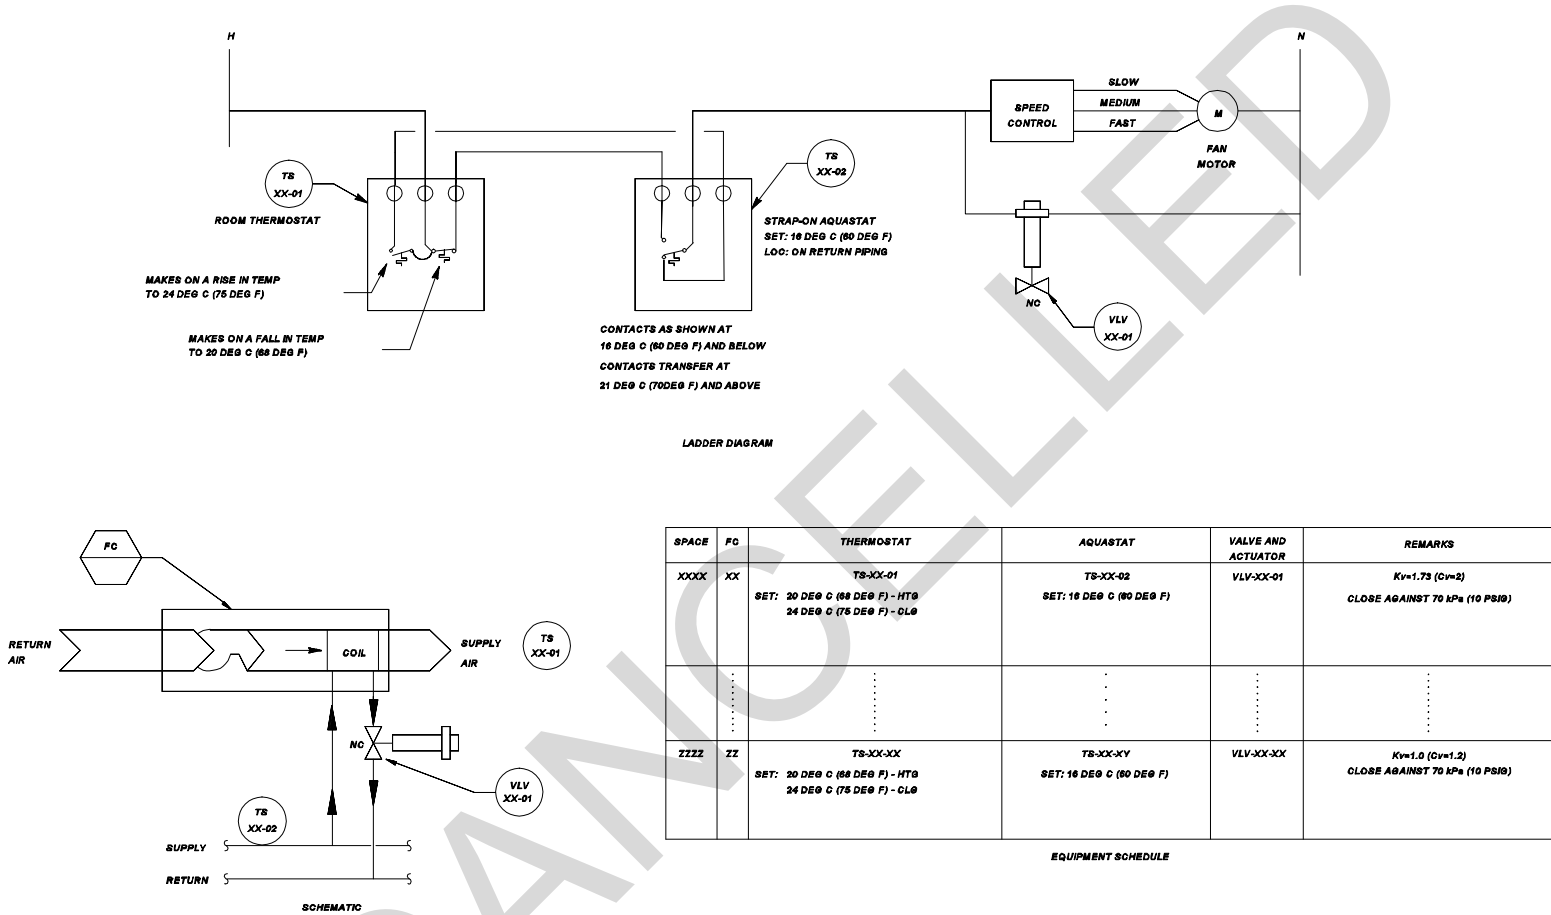 H
N
SLOW
MEDIUM
FAST
SPEED
CONTROL
M
FAN
MOTOR
TS
XX-01
TS
XX-02
ROOM THERMOSTAT
STRAP-ON AQUASTAT
SET: 16 DEG C (60 DEG F)
LOC: ON RETURN PIPING
MAKES ON A RISE IN TEMP
TO 24 DEG C (75 DEG F)
MAKES ON A FALL IN TEMP
TO 20 DEG C (68 DEG F)
NC
VLV
XX-01
CONTACTS AS SHOWN AT
16 DEG C (60 DEG F) AND BELOW
CONTACTS TRANSFER AT
21 DEG C (70DEG F) AND ABOVE
LADDER DIAGRAM
FC
RETURN
AIR
COIL
SUPPLY
AIR
TS
XX-01
NC
VLV
XX-01
TS
XX-02
SUPPLY
RETURN
SCHEMATIC
SPACE FC THERMOSTAT AQUASTAT VALVE AND ACTUATOR REMARKS
XXXX XX TS-XX-01 TS-XX-02 VLV-XX-01 Kv=1.73 (Cv=2)
SET: 20 DEG C (68 DEG F) - HTG SET: 16 DEG C (60 DEG F) CLOSE AGAINST 70 kPa (10 PSIG)
24 DEG C (75 DEG F) - CLG
ZZZZ ZZ TS-XX-XX TS-XX-XY VLV-XX-XX Kv=1.0 (Cv=1.2)
SET: 20 DEG C (68 DEG F) - HTG SET: 16 DEG C (60 DEG F) CLOSE AGAINST 70 kPa (10 PSIG)
24 DEG C (75 DEG F) - CLG
EQUIPMENT SCHEDULE
CANCELLED